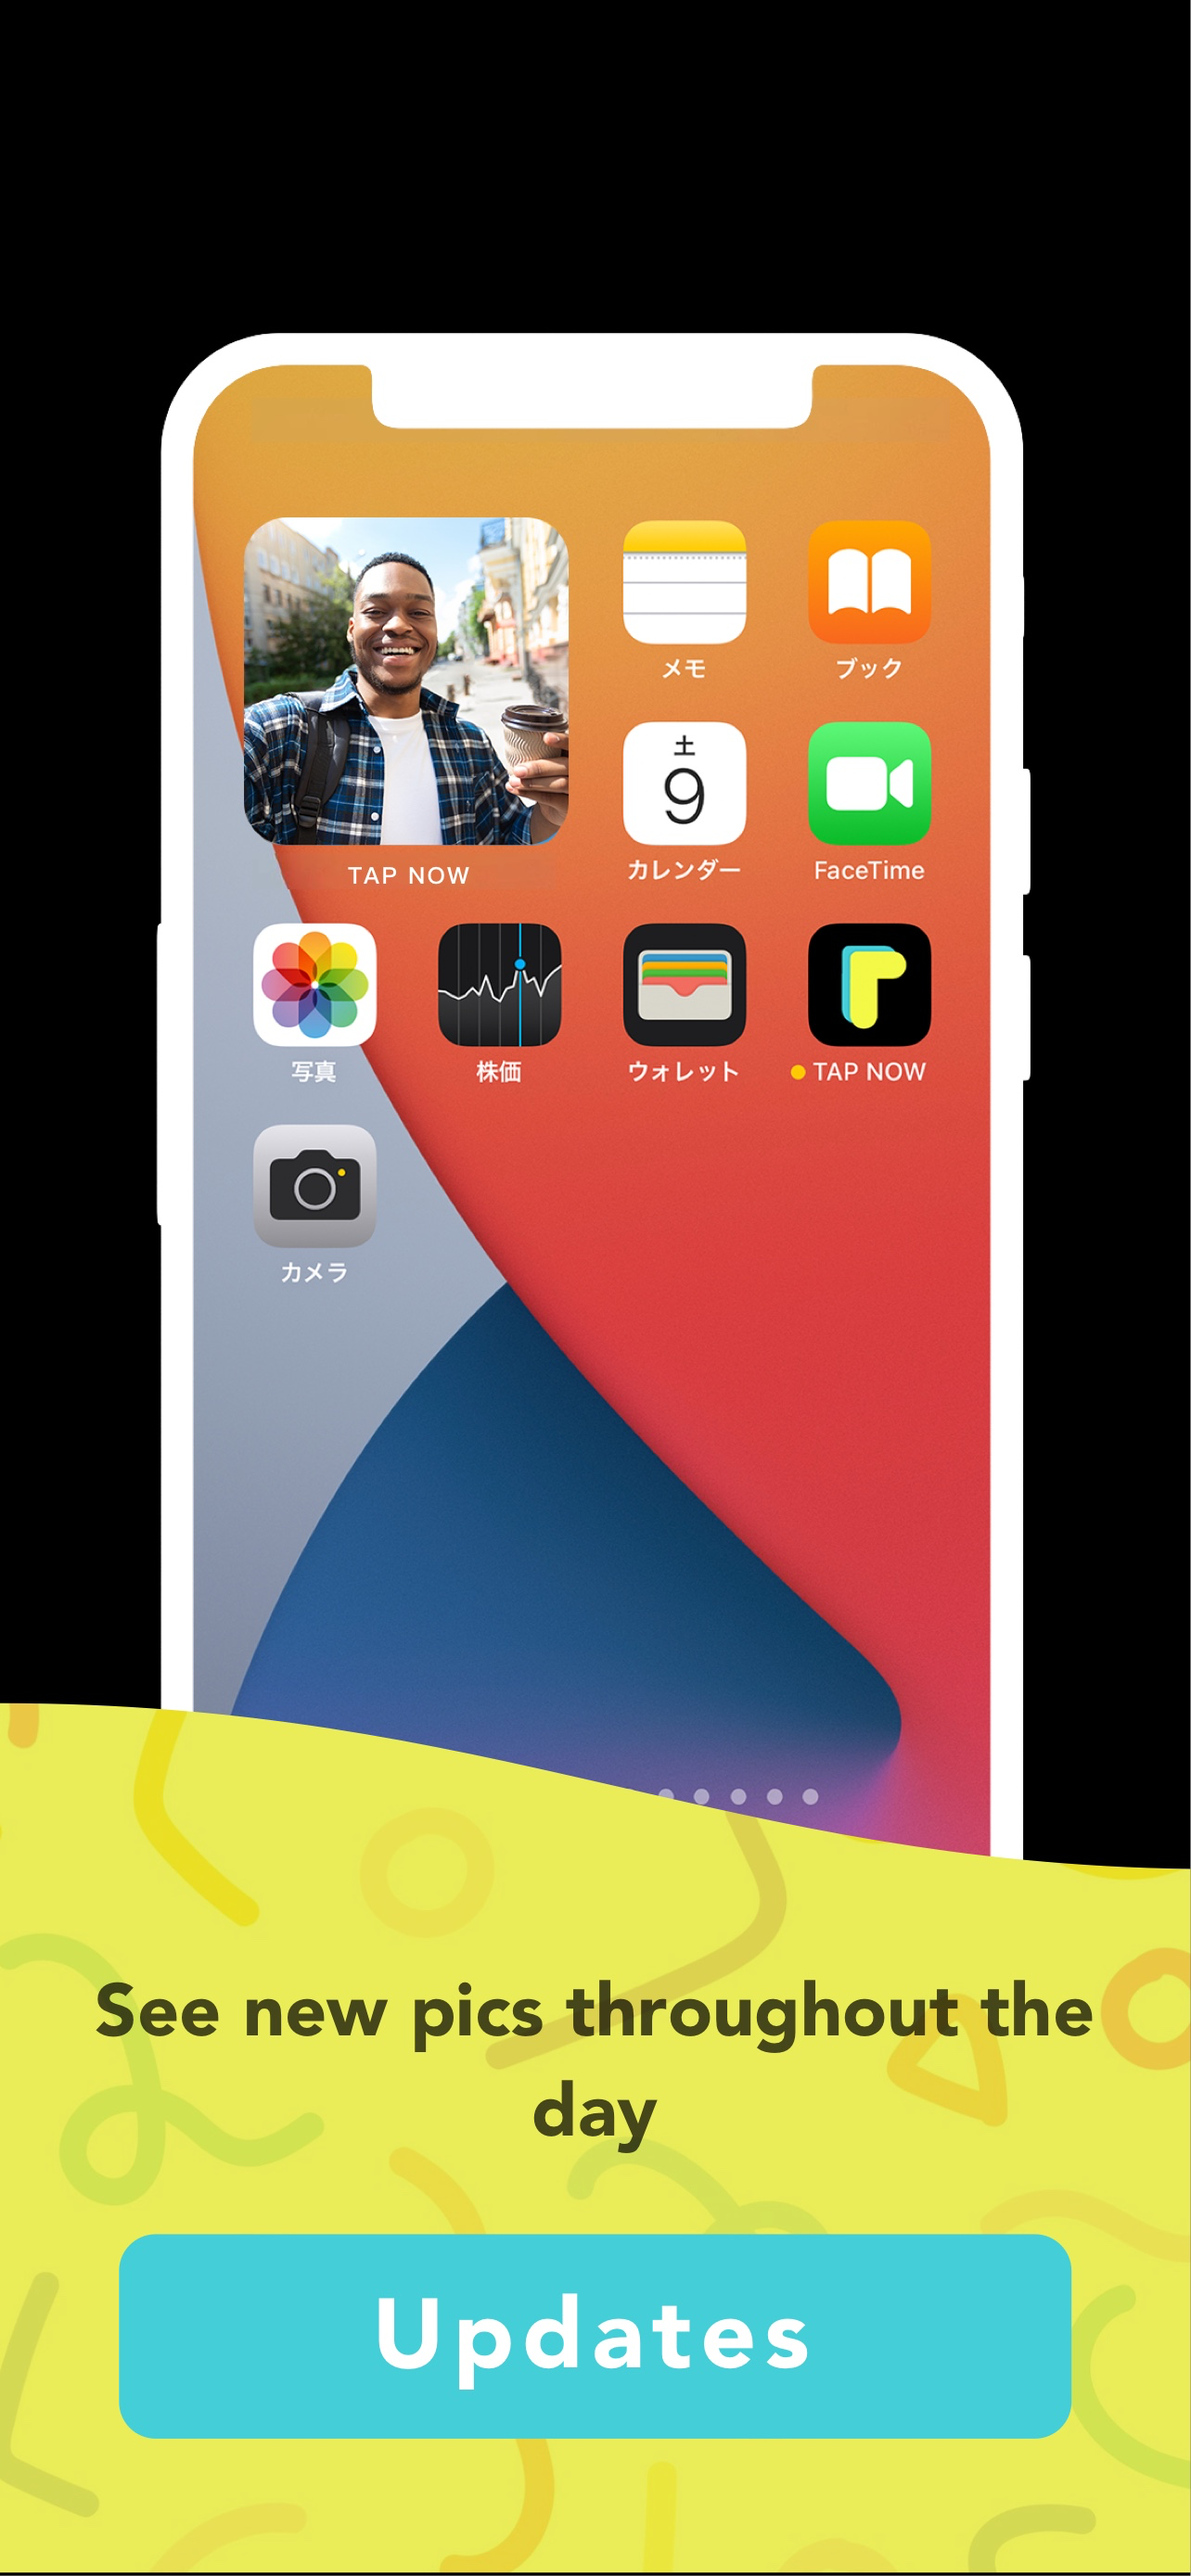 メモ
ブック
土
9
TAP NOW
カレンダー
FaceTime
写真
株価
ウォレット
TAP NOW
カメラ
See new pics throughout the
day
Updates